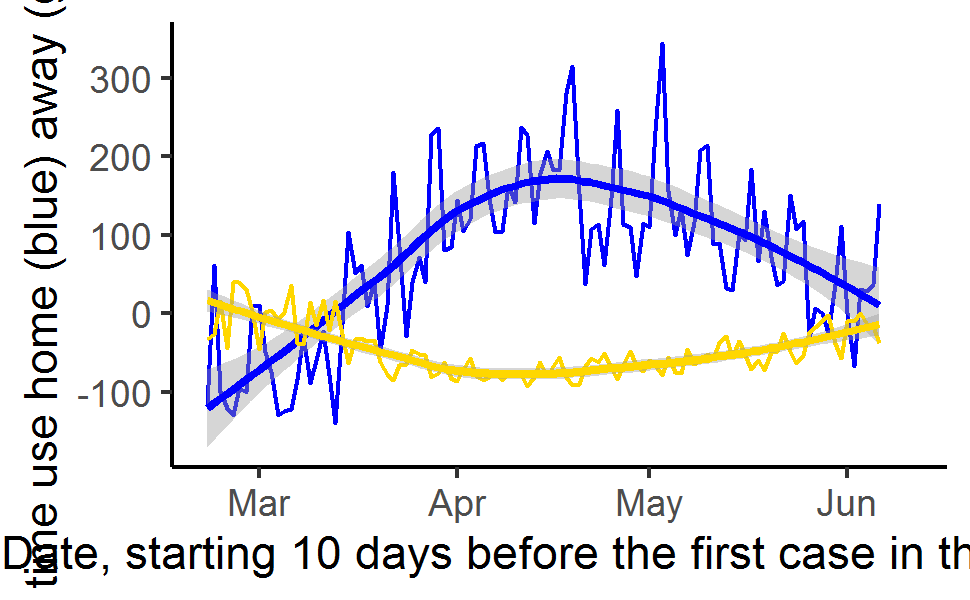 time use home (blue) away (
300
200
100
0
-100
Mar Apr May Jun
Date, starting 10 days before the first case in th